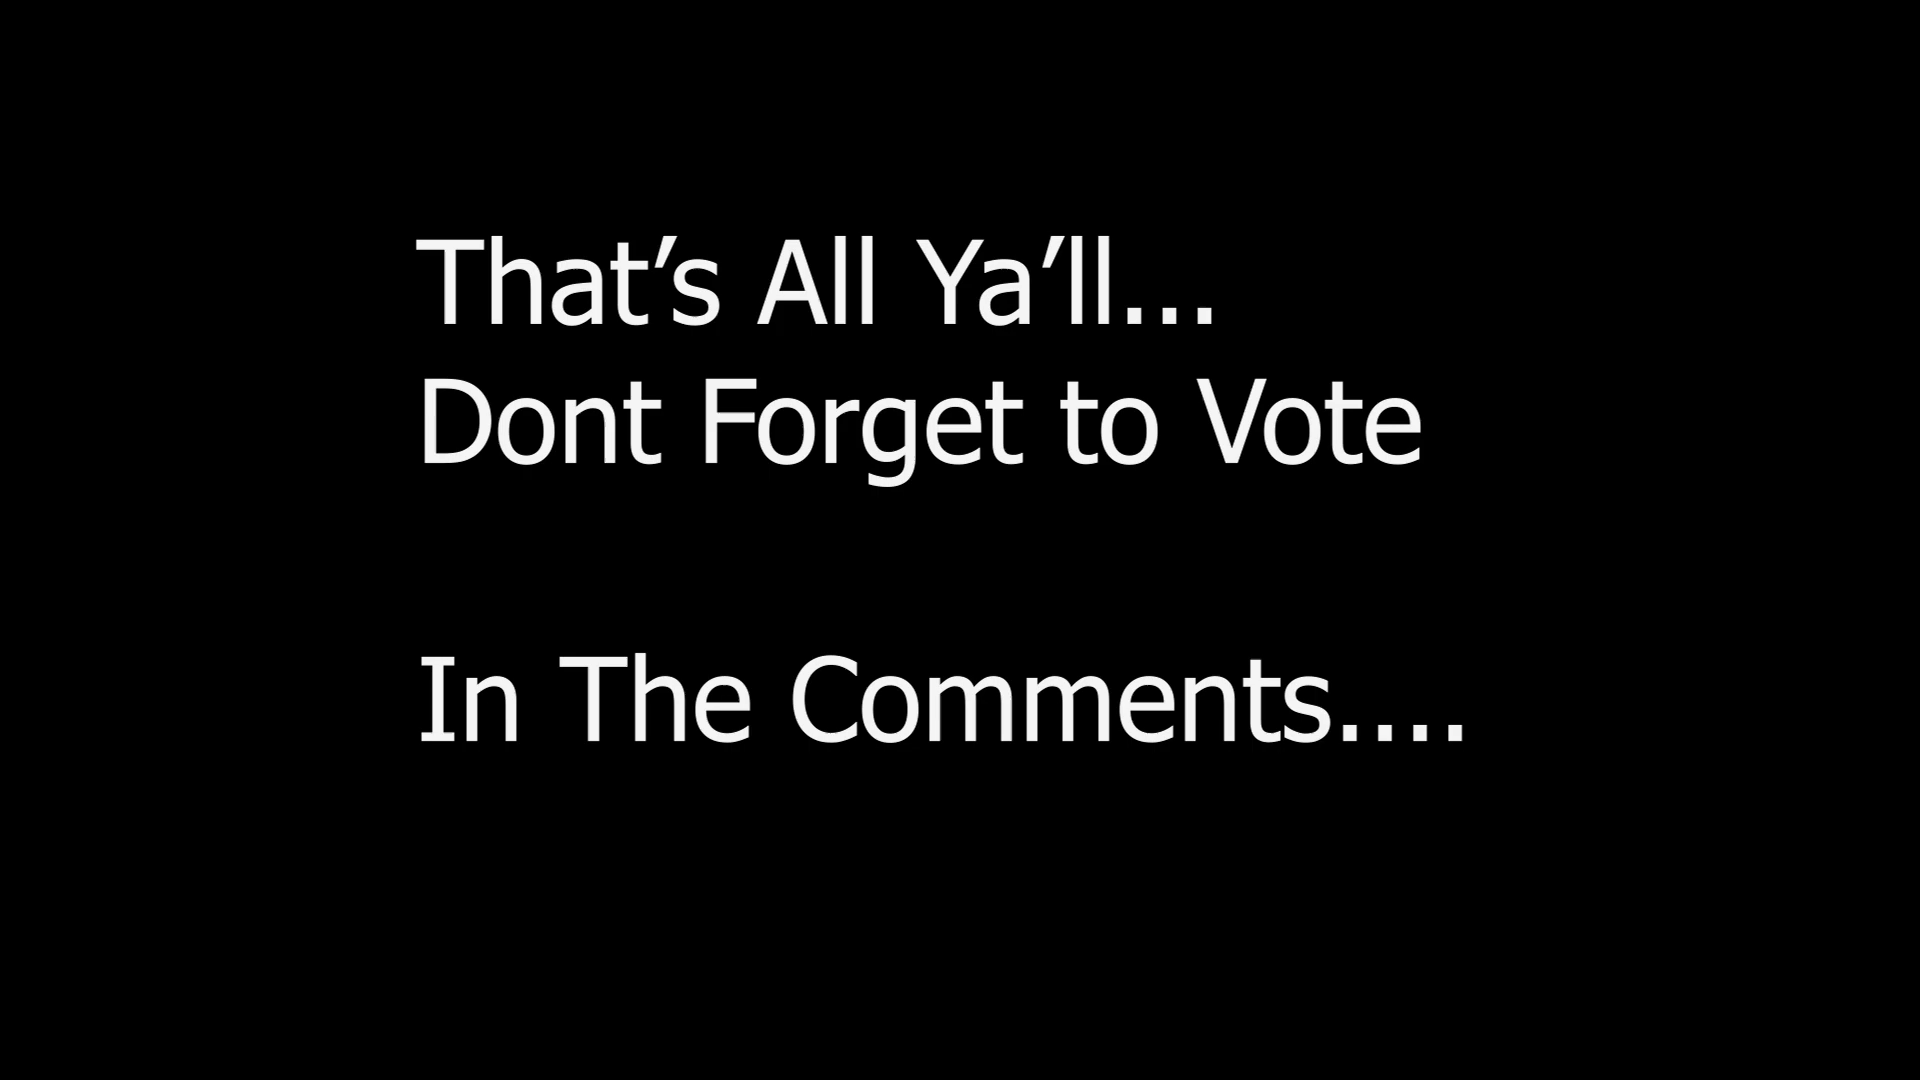 That’s All Ya’ll...
Dont Forget to Vote
In The Comments....